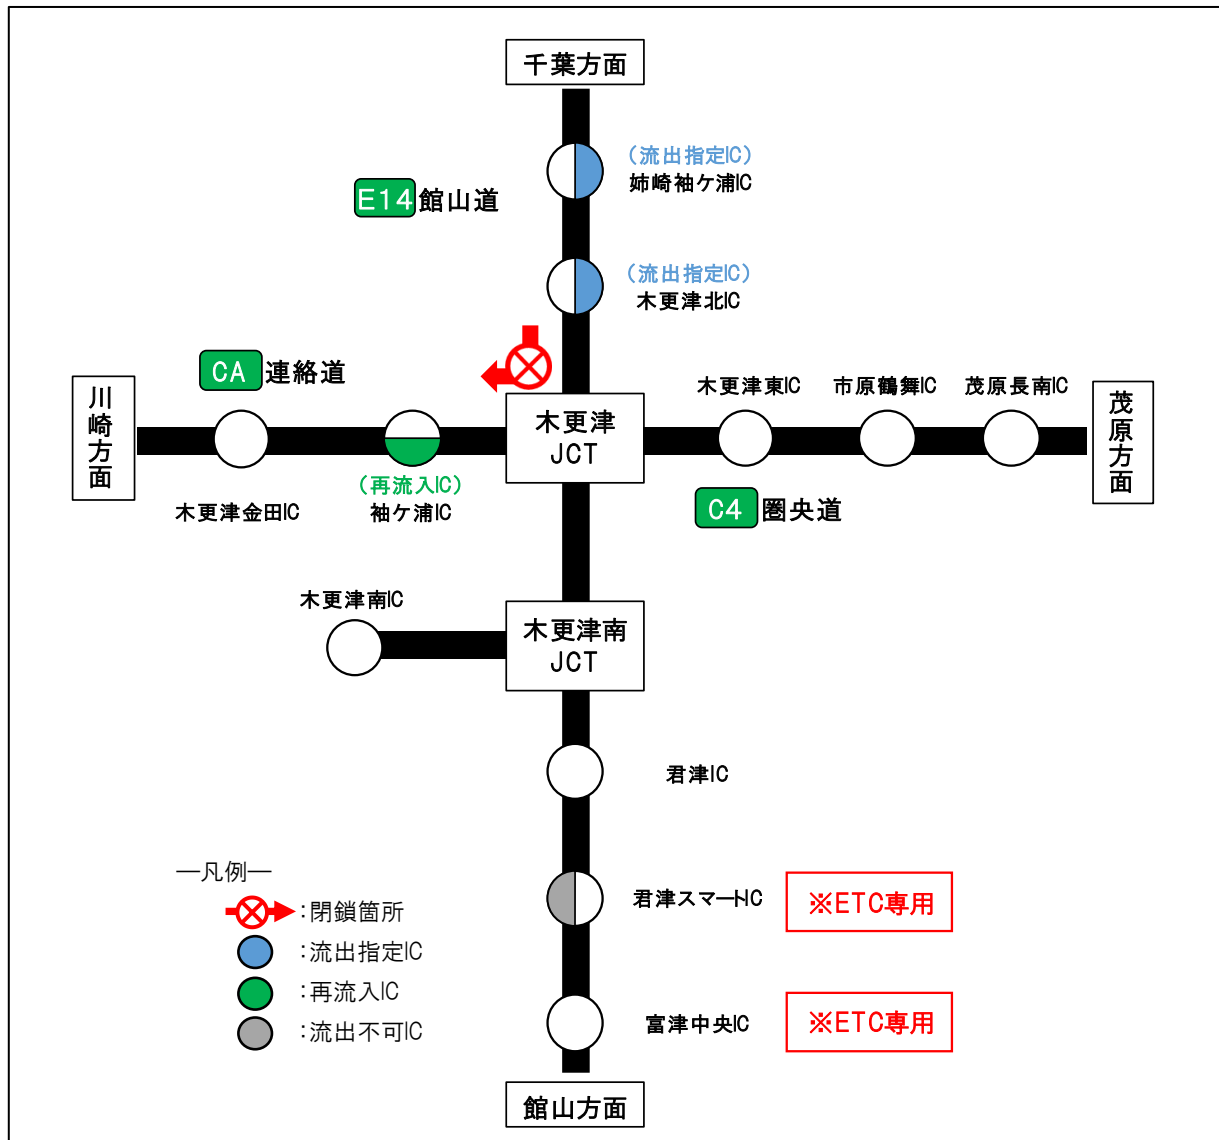 千葉方面
（流出指定IC）
姉崎袖ケ浦IC
E14 館山道
（流出指定IC）
木更津北IC
CA 連絡道
川崎方面
木更津
JCT
木更津東IC
市原鶴舞IC
茂原長南IC
茂原方面
木更津金田IC
（再流入IC）
袖ケ浦IC
C4 圏央道
木更津南IC
木更津南
JCT
君津IC
君津スマートIC
※ETC専用
富津中央IC
※ETC専用
館山方面
―凡例―
：閉鎖箇所
：流出指定IC
：再流入IC
：流出不可IC